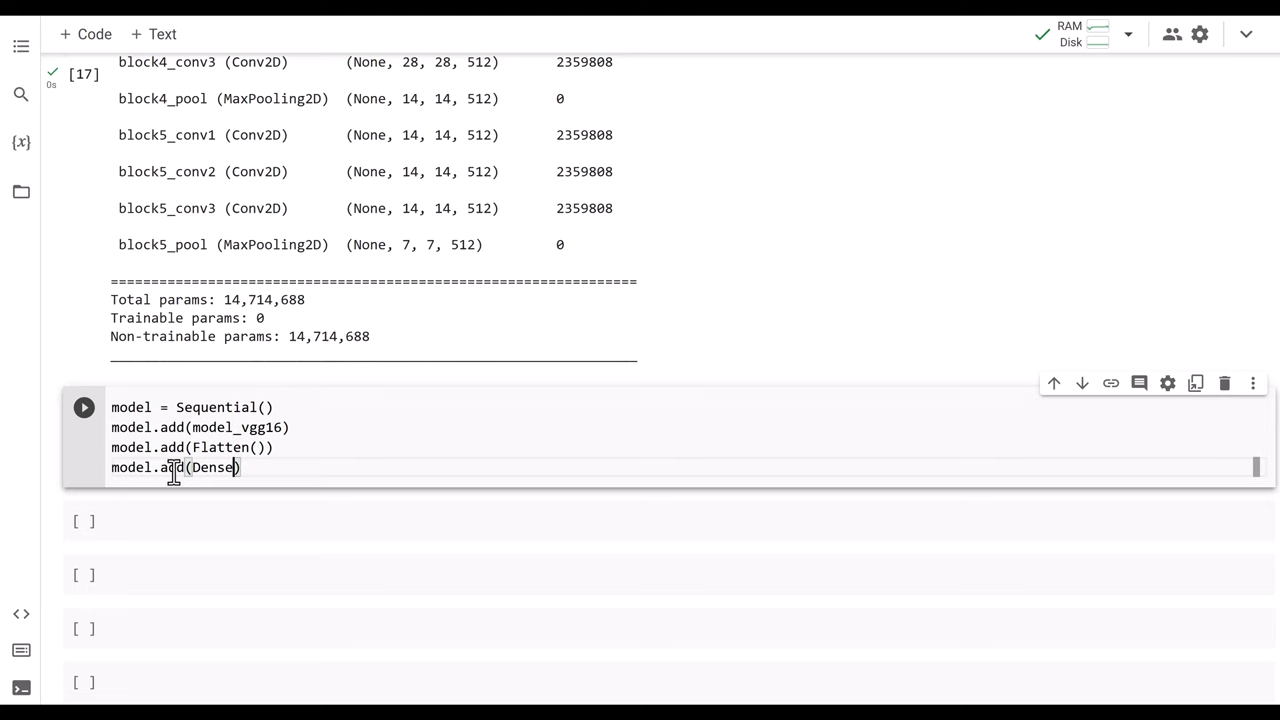 + Code + Text
RAM
Disk
[17]
0s
block4_conv3 (Conv2D) (None, 28, 28, 512) 2359808
block4_pool (MaxPooling2D) (None, 14, 14, 512) 0
block5_conv1 (Conv2D) (None, 14, 14, 512) 2359808
block5_conv2 (Conv2D) (None, 14, 14, 512) 2359808
block5_conv3 (Conv2D) (None, 14, 14, 512) 2359808
block5_pool (MaxPooling2D) (None, 7, 7, 512) 0
=================================================================
Total params: 14,714,688
Trainable params: 0
Non-trainable params: 14,714,688
_________________________________________________________________
model = Sequential()
model.add(model_vgg16)
model.add(Flatten())
model.add(Dense)
[ ]
[ ]
[ ]
[ ]